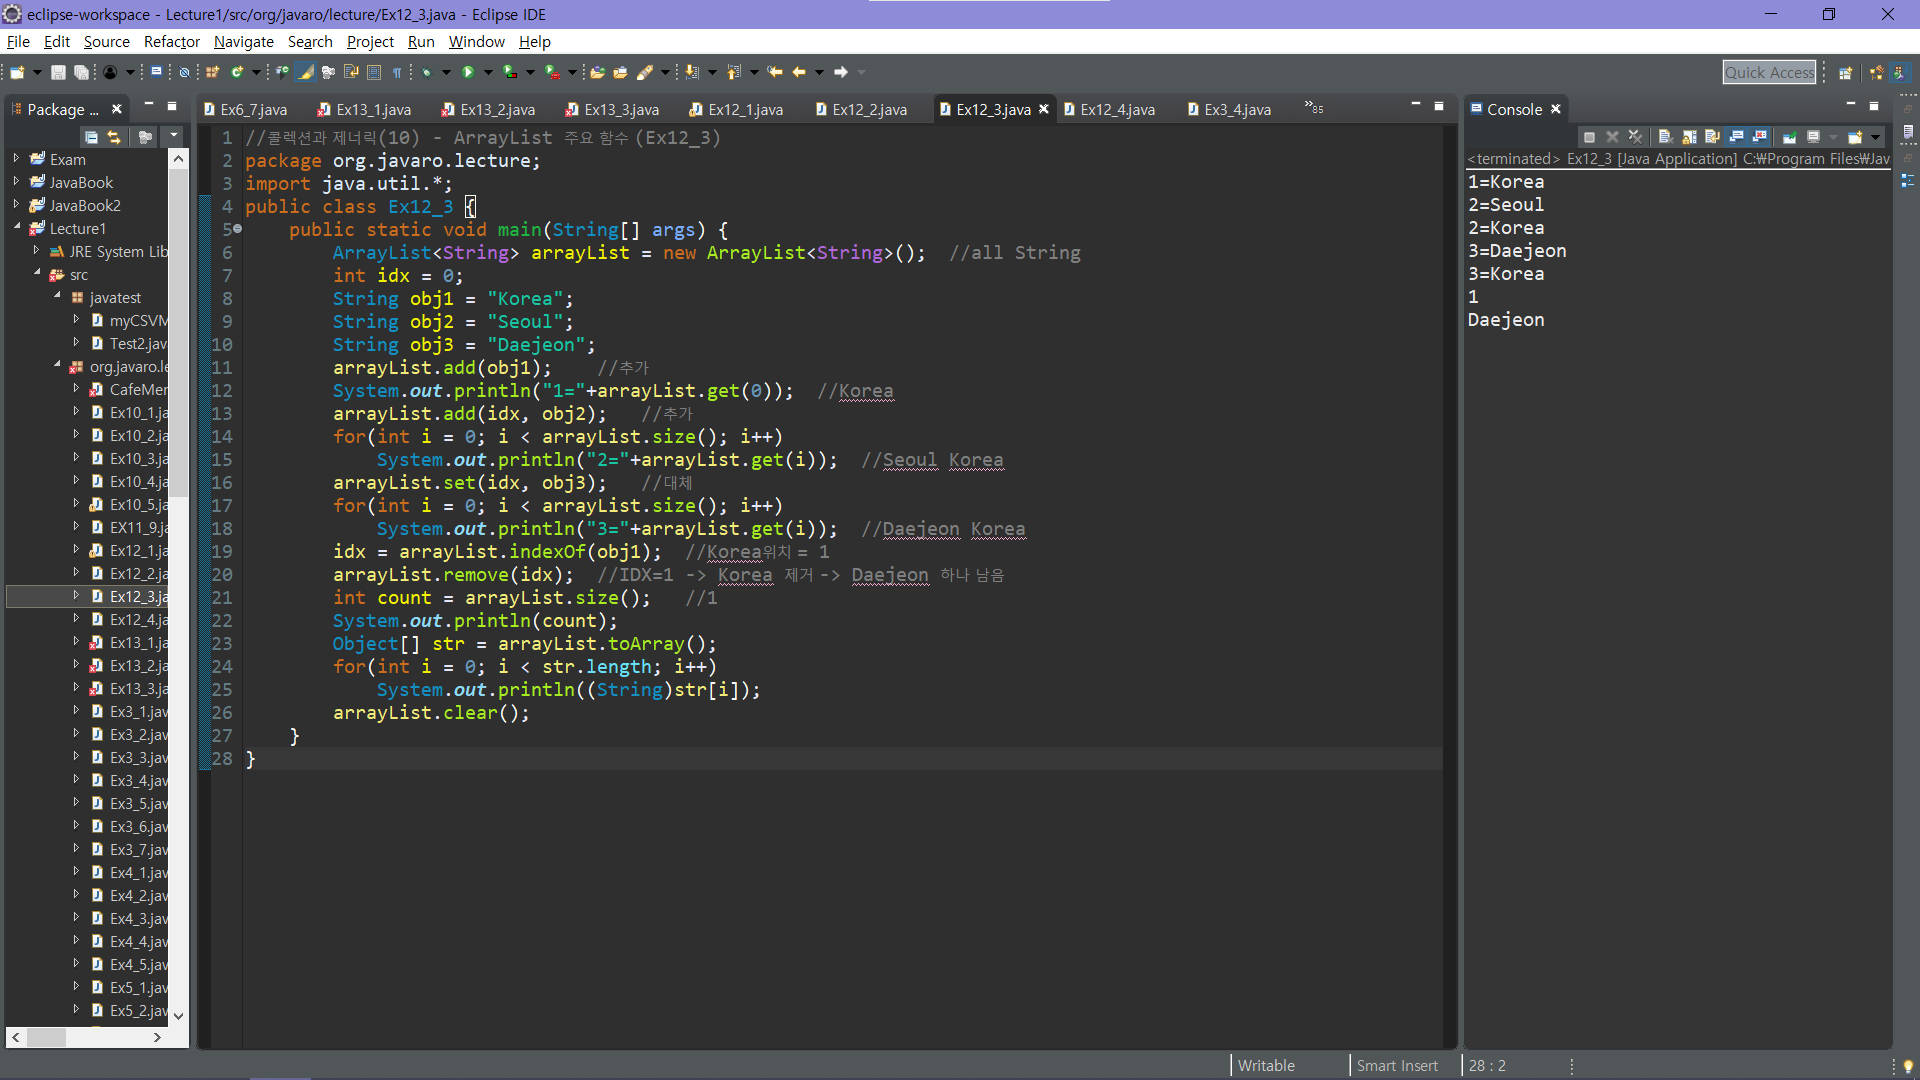 eclipse-workspace - Lecture1/src/org/javaro/lecture/Ex12_3.java - Eclipse IDE
File Edit Source Refactor Navigate Search Project Run Window Help
Quick Access
Package ...
Exam
JavaBook
JavaBook2
Lecture1
JRE System Lib
src
javatest
myCSVM
Test2.jav
org.javaro.le
CafeMer
Ex10_1.ja
Ex10_2.ja
Ex10_3.ja
Ex10_4.ja
Ex10_5.ja
EX11_9.ja
Ex12_1.ja
Ex12_2.ja
Ex12_3.ja
Ex12_4.ja
Ex13_1.ja
Ex13_2.ja
Ex13_3.ja
Ex3_1.jav
Ex3_2.jav
Ex3_3.jav
Ex3_4.jav
Ex3_5.jav
Ex3_6.jav
Ex3_7.jav
Ex4_1.jav
Ex4_2.jav
Ex4_3.jav
Ex4_4.jav
Ex4_5.jav
Ex5_1.jav
Ex5_2.jav
Ex6_7.java Ex13_1.java Ex13_2.java Ex13_3.java Ex12_1.java Ex12_2.java Ex12_3.java Ex12_4.java Ex3_4.java »85
1 //콜렉션과 제너릭(10) - ArrayList 주요 함수 (Ex12_3)
2 package org.javaro.lecture;
3 import java.util.*;
4 public class Ex12_3 {
5     public static void main(String[] args) {
6         ArrayList<String> arrayList = new ArrayList<String>();  //all String
7         int idx = 0;
8         String obj1 = "Korea";
9         String obj2 = "Seoul";
10         String obj3 = "Daejeon";
11         arrayList.add(obj1);    //추가
12         System.out.println("1="+arrayList.get(0));  //Korea
13         arrayList.add(idx, obj2);   //추가
14         for(int i = 0; i < arrayList.size(); i++)
15             System.out.println("2="+arrayList.get(i));  //Seoul Korea
16         arrayList.set(idx, obj3);   //대체
17         for(int i = 0; i < arrayList.size(); i++)
18             System.out.println("3="+arrayList.get(i));  //Daejeon Korea
19         idx = arrayList.indexOf(obj1);  //Korea위치 = 1
20         arrayList.remove(idx);  //IDX=1 -> Korea 제거 -> Daejeon 하나 남음
21         int count = arrayList.size();   //1
22         System.out.println(count);
23         Object[] str = arrayList.toArray();
24         for(int i = 0; i < str.length; i++)
25             System.out.println((String)str[i]);
26         arrayList.clear();
27     }
28 }
Console
<terminated> Ex12_3 [Java Application] C:₩Program Files₩Jav
1=Korea
2=Seoul
2=Korea
3=Daejeon
3=Korea
1
Daejeon
Writable Smart Insert 28 : 2